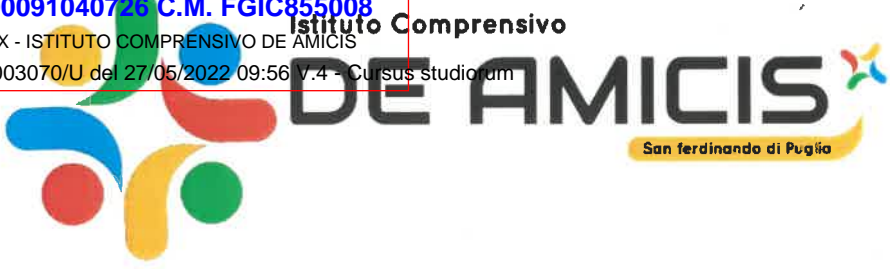 0091040726 C.M. FGIC855008
X - ISTITUTO COMPRENSIVO DE AMICIS
003070/U del 27/05/2022 09:56 V.4 - Cursus studiorum
Istituto Comprensivo
DE AMICIS
San ferdinando di Puglia